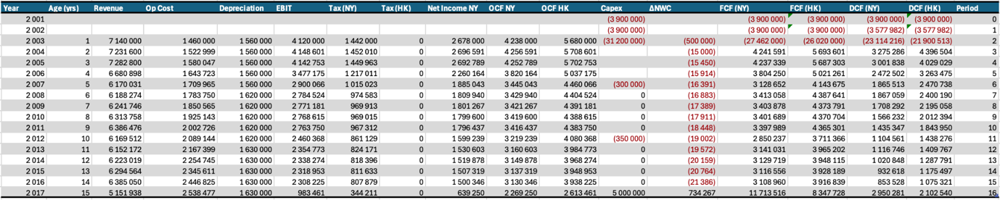 Year Age (yrs) Revenue Op Cost Depreciation EBIT Tax (NY) Tax (HK) Net Income NY OCF NY OCF HK Capex ΔNWC FCF (NY) FCF (HK) DCF (NY) DCF (HK) Period
2 001 (3 900 000) (3 900 000) (3 900 000) (3 900 000) (3 900 000) 0
2 002 (3 900 000) (3 900 000) (3 900 000) (3 577 982) (3 577 982) 1
2 003 1 7 140 000 1 460 000 1 560 000 4 120 000 1 442 000 0 2 678 000 4 238 000 5 680 000 (31 200 000) (500 000) (27 462 000) (26 020 000) (23 114 216) (21 900 513) 2
2 004 2 7 231 600 1 522 999 1 560 000 4 148 601 1 452 010 0 2 696 591 4 256 591 5 708 601 (15 000) 4 241 591 5 693 601 3 275 286 4 396 504 3
2 005 3 7 282 800 1 580 047 1 560 000 4 142 753 1 449 963 0 2 692 789 4 252 789 5 702 753 (15 450) 4 237 339 5 687 303 3 001 838 4 029 029 4
2 006 4 6 680 898 1 643 723 1 560 000 3 477 175 1 217 011 0 2 260 164 3 820 164 5 037 175 (15 914) 3 804 250 5 021 261 2 472 502 3 263 475 5
2 007 5 6 170 031 1 709 965 1 560 000 2 900 066 1 015 023 0 1 885 043 3 445 043 4 460 066 (300 000) (16 391) 3 128 652 4 143 675 1 865 513 2 470 738 6
2 008 6 6 188 274 1 783 750 1 620 000 2 784 524 974 583 0 1 809 940 3 429 940 4 404 524 0 (16 883) 3 413 058 4 387 641 1 867 059 2 400 190 7
2 009 7 6 241 746 1 850 565 1 620 000 2 771 181 969 913 0 1 801 267 3 421 267 4 391 181 0 (17 389) 3 403 878 4 373 791 1 708 292 2 195 058 8
2 010 8 6 313 758 1 925 143 1 620 000 2 768 615 969 015 0 1 799 600 3 419 600 4 388 615 0 (17 911) 3 401 689 4 370 704 1 566 232 2 012 394 9
2 011 9 6 386 476 2 002 726 1 620 000 2 763 750 967 312 0 1 796 437 3 416 437 4 383 750 0 (18 448) 3 397 989 4 365 301 1 435 347 1 843 950 10
2 012 10 6 169 512 2 089 144 1 620 000 2 460 368 861 129 0 1 599 239 3 219 239 4 080 368 (350 000) (19 002) 2 850 237 3 711 366 1 104 561 1 438 276 11
2 013 11 6 152 172 2 167 399 1 630 000 2 354 773 824 171 0 1 530 603 3 160 603 3 984 773 0 (19 572) 3 141 031 3 965 202 1 116 746 1 409 767 12
2 014 12 6 223 019 2 254 745 1 630 000 2 338 274 818 396 0 1 519 878 3 149 878 3 968 274 0 (20 159) 3 129 719 3 948 115 1 020 848 1 287 791 13
2 015 13 6 294 564 2 345 611 1 630 000 2 318 953 811 633 0 1 507 319 3 137 319 3 948 953 0 (20 764) 3 116 556 3 928 189 932 618 1 175 497 14
2 016 14 6 385 050 2 446 825 1 630 000 2 308 225 807 879 0 1 500 346 3 130 346 3 938 225 0 (21 386) 3 108 960 3 916 839 853 528 1 075 321 15
2 017 15 5 151 938 2 538 477 1 630 000 983 461 344 211 0 639 250 2 269 250 2 613 461 5 000 000 734 267 11 713 516 8 347 728 2 950 281 2 102 540 16